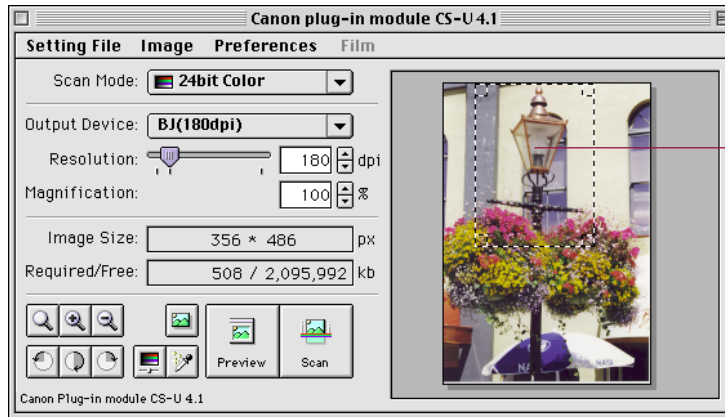 Canon plug-in module CS-U 4.1
Setting File Image Preferences Film
Scan Mode: 24bit Color
Output Device: BJ(180dpi)
Resolution: 180 dpi
Magnification: 100 %
Image Size: 356 * 486 px
Required/Free: 508 / 2,095,992 kb
Preview Scan
Canon Plug-in module CS-U 4.1